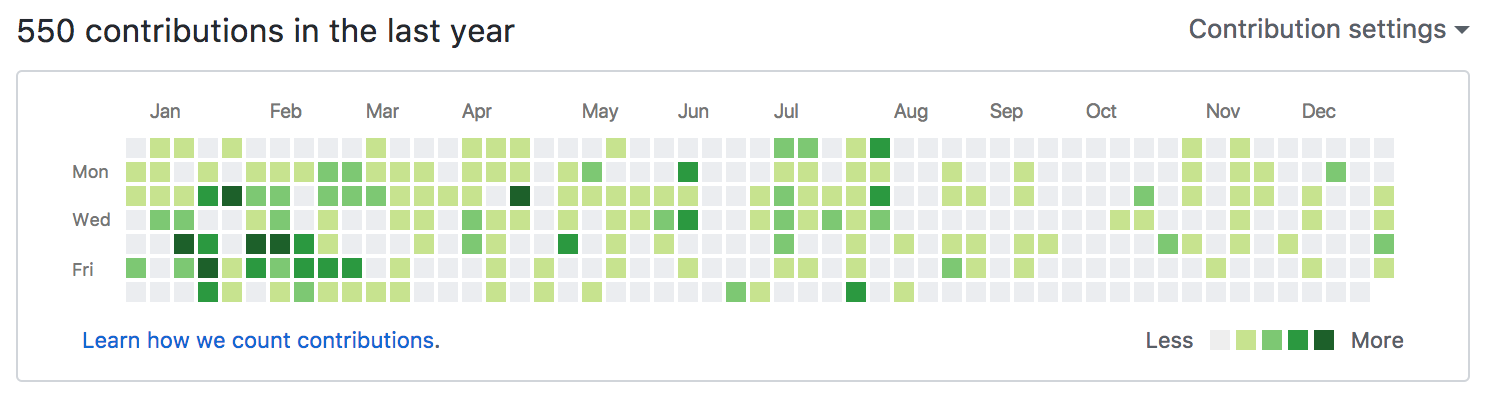 550 contributions in the last year
Contribution settings
Jan Feb Mar Apr May Jun Jul Aug Sep Oct Nov Dec
Mon
Wed
Fri
Learn how we count contributions.
Less More